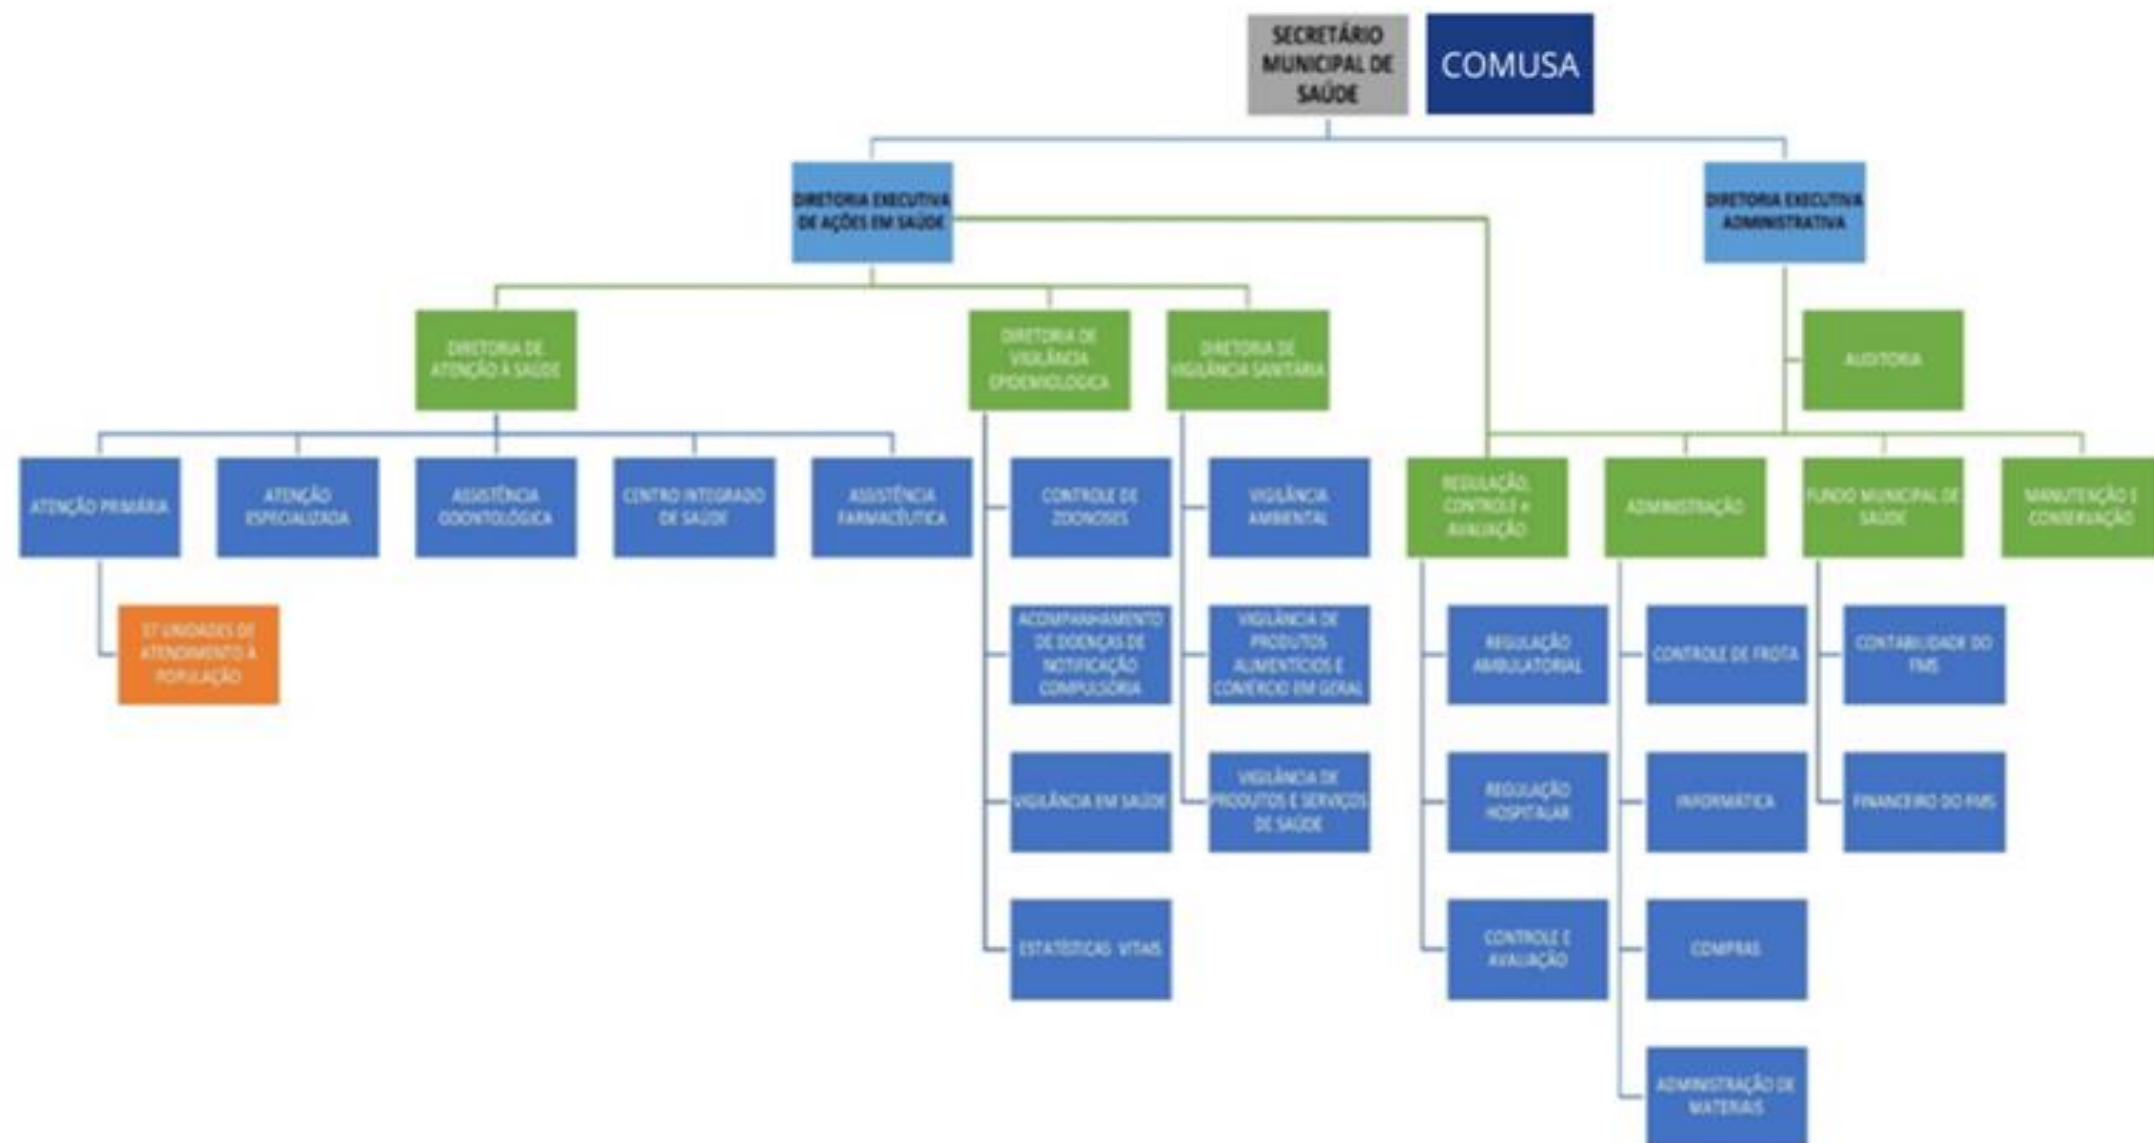 SECRETÁRIO
MUNICIPAL DE
SAÚDE
COMUSA
DIRETORIA EXECUTIVA
DE AÇÕES EM SAÚDE
DIRETORIA EXECUTIVA
ADMINISTRATIVA
DIRETORIA DE
ATENÇÃO À SAÚDE
DIRETORIA DE
VIGILÂNCIA
EPIDEMIOLÓGICA
DIRETORIA DE
VIGILÂNCIA SANITÁRIA
AUDITORIA
ATENÇÃO PRIMÁRIA
ATENÇÃO
ESPECIALIZADA
ASSISTÊNCIA
ODONTOLÓGICA
CENTRO INTEGRADO
DE SAÚDE
ASSISTÊNCIA
FARMACÊUTICA
CONTROLE DE
ZOONOSES
VIGILÂNCIA
AMBIENTAL
REGULAÇÃO,
CONTROLE e
AVALIAÇÃO
ADMINISTRAÇÃO
FUNDO MUNICIPAL DE
SAÚDE
MANUTENÇÃO E
CONSERVAÇÃO
UNIDADES DE
ATENDIMENTO À
POPULAÇÃO
ACOMPANHAMENTO
DE DOENÇAS DE
NOTIFICAÇÃO
COMPULSÓRIA
VIGILÂNCIA DE
PRODUTOS
ALIMENTÍCIOS E
COMÉRCIO EM GERAL
REGULAÇÃO
AMBULATORIAL
CONTROLE DE FROTA
CONTABILIDADE DO
FMS
VIGILÂNCIA EM SAÚDE
VIGILÂNCIA DE
PRODUTOS E SERVIÇOS
DE SAÚDE
REGULAÇÃO
HOSPITALAR
INFORMÁTICA
FINANCEIRO DO FMS
ESTATÍSTICAS VITAIS
CONTROLE E
AVALIAÇÃO
COMPRAS
ADMINISTRAÇÃO DE
MATERIAIS